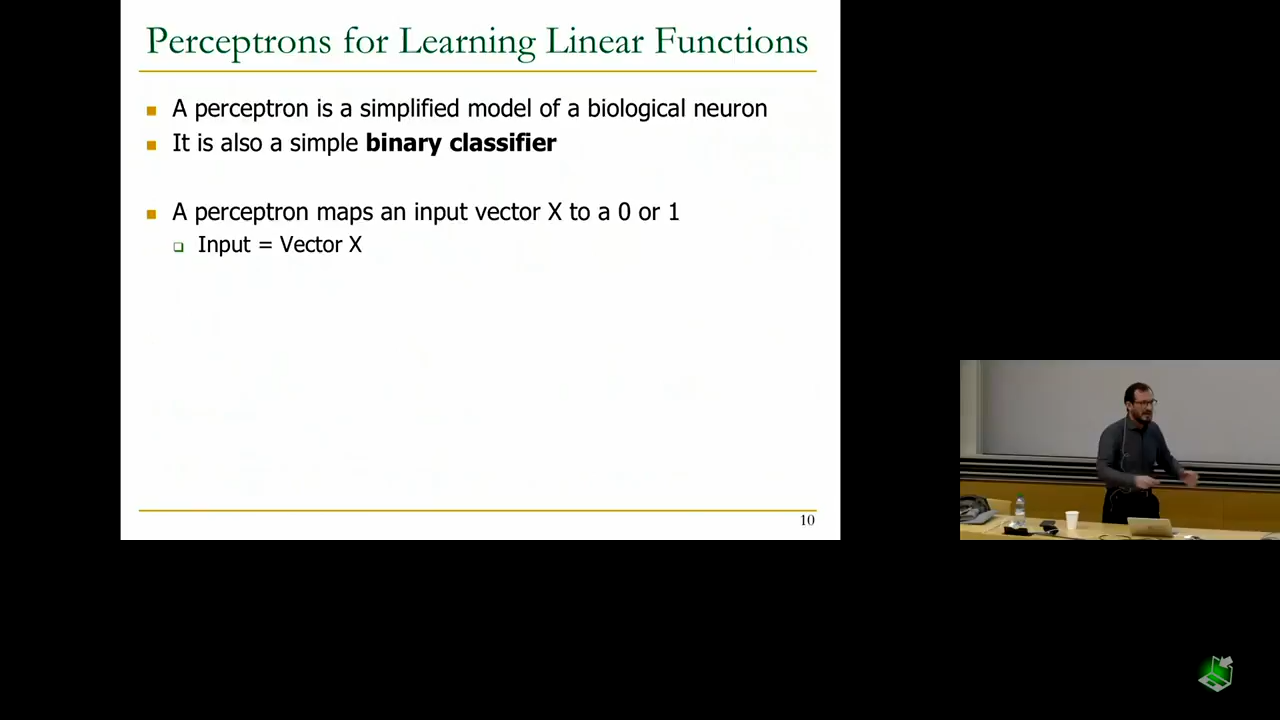 Perceptrons for Learning Linear Functions
A perceptron is a simplified model of a biological neuron
It is also a simple binary classifier
A perceptron maps an input vector X to a 0 or 1
Input = Vector X
10